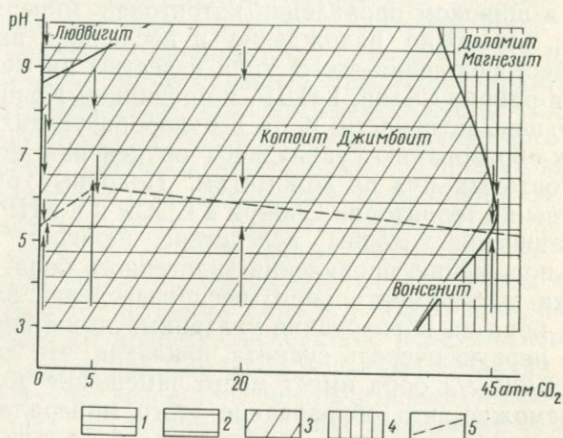 pH
Людвигит
Доломит
Магнезит
9
Котоит Джимбоит
7
5
Вонсенит
3
0 5 20 45 атм CO₂
1 2 3 4 5